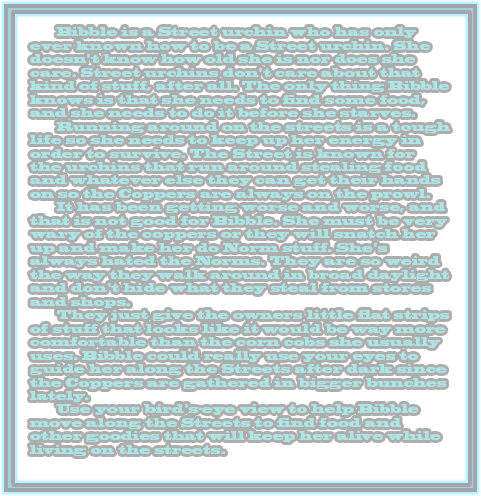 Bibble is a Street urchin who has only
ever known how to be a Street urchin. She
doesn't know how old she is nor does she
care. Street urchins don't care about that
kind of stuff, after all. The only thing Bibble
knows is that she needs to find some food,
and she needs to do it before she starves.
Running around on the streets is a tough
life so she needs to keep up her energy in
order to survive. The Street is known for
the urchins that run around stealing food
and whatever else they can get their hands
on so the Coppers are always on the prowl.
It has been getting worse and worse, and
that is not good for Bibble. She must be very
wary of the coppers or they will snatch her
up and make her do Norm stuff. She's
always hated the Norms. They are so weird
the way they walk around in broad daylight
and don't hide what they steal from stores
and shops.
They just give the owners little flat strips
of stuff that looks like it would be way more
comfortable than the corn cobs she usually
uses. Bibble could really use your eyes to
guide her along the Streets after dark since
the Coppers are gathered in bigger bunches
lately.
Use your bird's eye view to help Bibble
move along the Streets to find food and
other goodies that will keep her alive while
living on the streets.